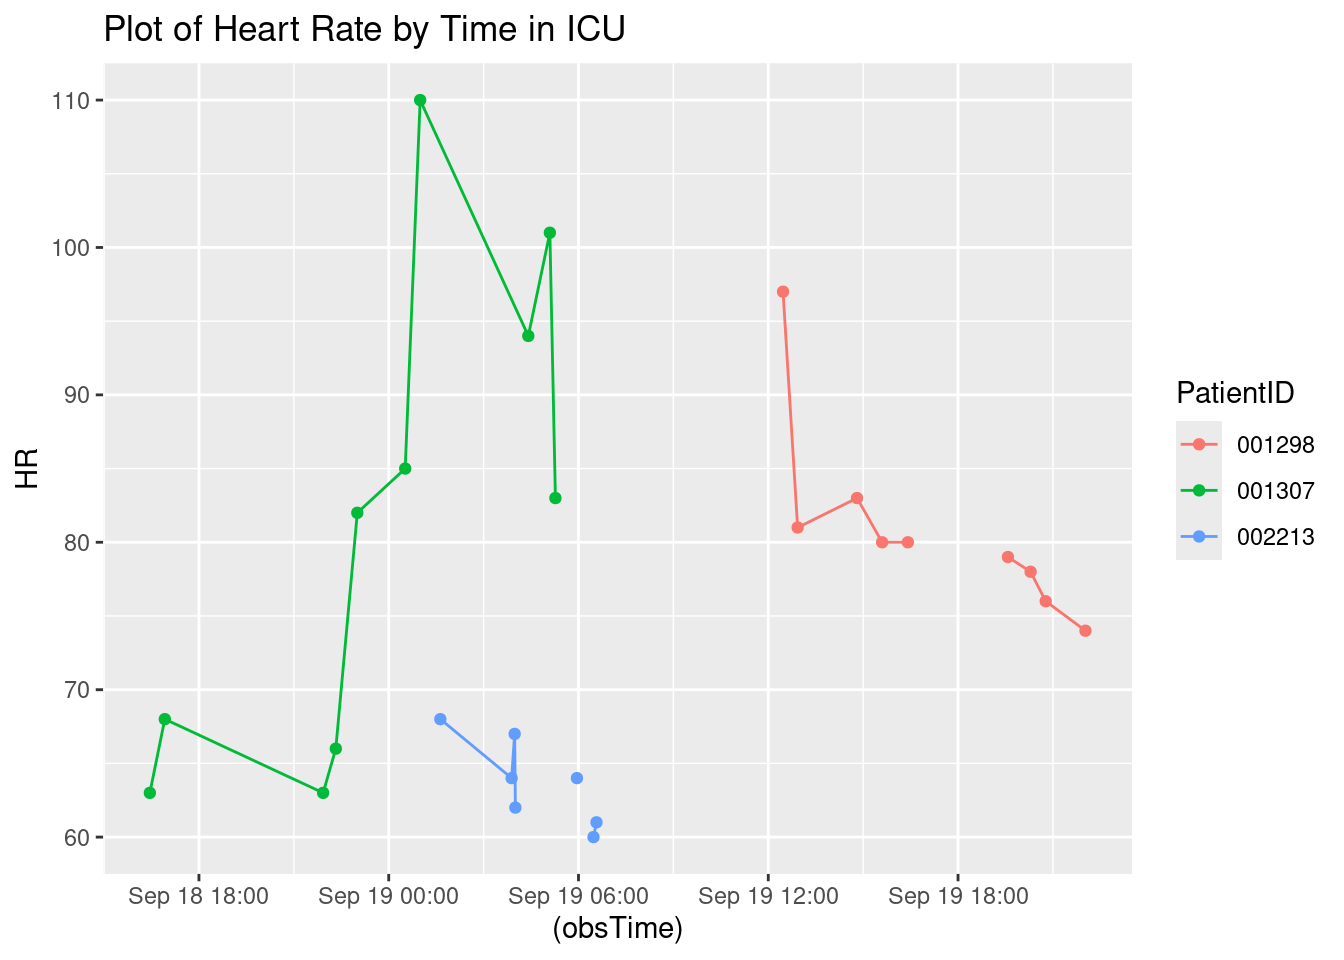 Plot of Heart Rate by Time in ICU
110
100
90
80
70
60
HR
Sep 18 18:00 Sep 19 00:00 Sep 19 06:00 Sep 19 12:00 Sep 19 18:00
(obsTime)
PatientID
001298
001307
002213